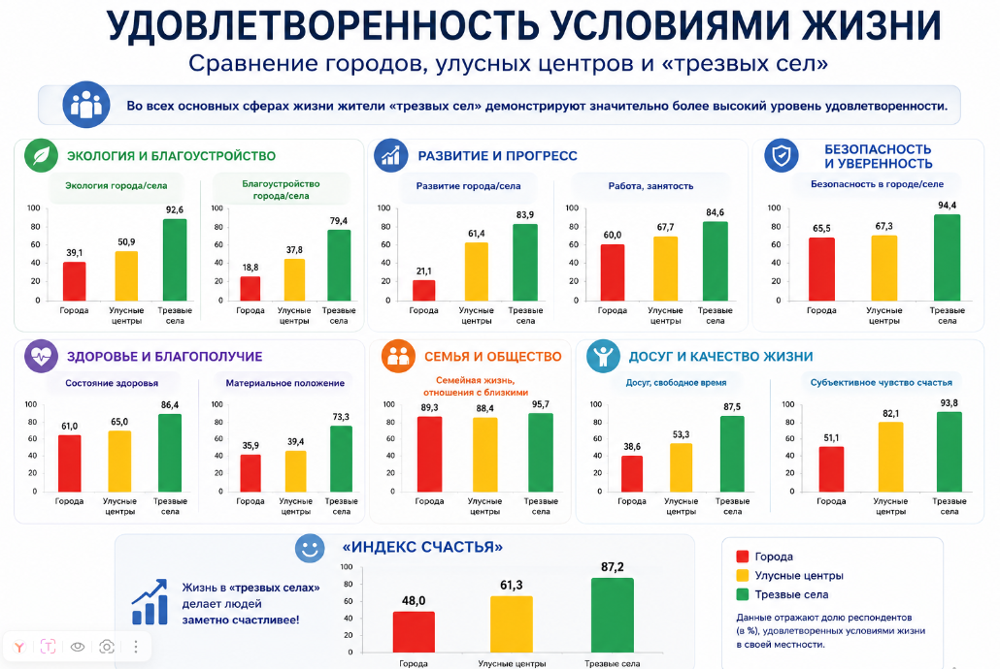 УДОВЛЕТВОРЕННОСТЬ УСЛОВИЯМИ ЖИЗНИ
Сравнение городов, улусных центров и «трезвых сел»
Во всех основных сферах жизни жители «трезвых сел» демонстрируют значительно более высокий уровень удовлетворенности.
ЭКОЛОГИЯ И БЛАГОУСТРОЙСТВО
Экология города/села
100
80
60
40
20
0
39,1
50,9
92,6
Города
Улусные
центры
Трезвые
села
Благоустройство
города/села
100
80
60
40
20
0
18,8
37,8
79,4
Города
Улусные
центры
Трезвые
села
РАЗВИТИЕ И ПРОГРЕСС
Развитие города/села
100
80
60
40
20
0
21,1
61,4
83,9
Города
Улусные
центры
Трезвые
села
Работа, занятость
100
80
60
40
20
0
60,0
67,7
84,6
Города
Улусные
центры
Трезвые
села
БЕЗОПАСНОСТЬ
И УВЕРЕННОСТЬ
Безопасность в городе/селе
100
80
60
40
20
0
65,5
67,3
94,4
Города
Улусные
центры
Трезвые
села
ЗДОРОВЬЕ И БЛАГОПОЛУЧИЕ
Состояние здоровья
100
80
60
40
20
0
61,0
65,0
86,4
Города
Улусные
центры
Трезвые
села
Материальное положение
100
80
60
40
20
0
35,9
39,4
73,3
Города
Улусные
центры
Трезвые
села
СЕМЬЯ И ОБЩЕСТВО
Семейная жизнь,
отношения с близкими
100
80
60
40
20
0
89,3
88,4
95,7
Города
Улусные
центры
Трезвые
села
ДОСУГ И КАЧЕСТВО ЖИЗНИ
Досуг, свободное время
100
80
60
40
20
0
38,6
53,3
87,5
Города
Улусные
центры
Трезвые
села
Субъективное чувство счастья
100
80
60
40
20
0
51,1
82,1
93,8
Города
Улусные
центры
Трезвые
села
«ИНДЕКС СЧАСТЬЯ»
Жизнь в «трезвых селах»
делает людей
заметно счастливее!
100
80
60
40
20
0
48,0
61,3
87,2
Города
Улусные центры
Трезвые села
Города
Улусные центры
Трезвые села
Данные отражают долю респондентов
(в %), удовлетворенных условиями жизни
в своей местности.